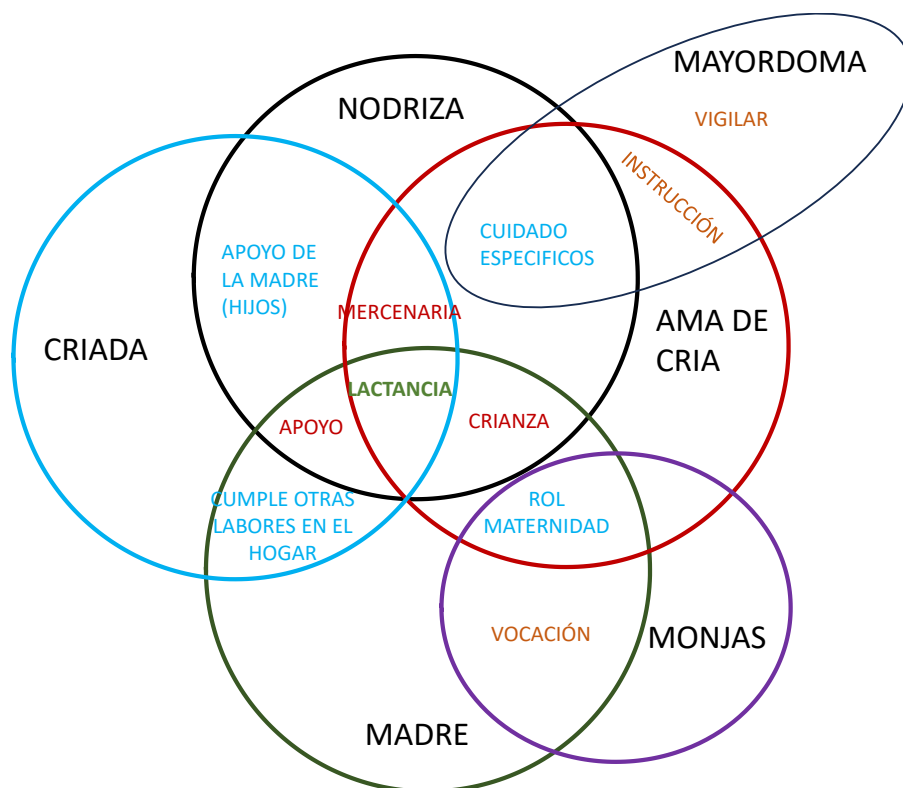 MAYORDOMA
NODRIZA
VIGILAR
INSTRUCCIÓN
CUIDADO
ESPECIFICOS
APOYO DE
LA MADRE
(HIJOS)
MERCENARIA
AMA DE
CRIA
CRIADA
LACTANCIA
APOYO
CRIANZA
CUMPLE OTRAS
LABORES EN EL
HOGAR
ROL
MATERNIDAD
VOCACIÓN
MONJAS
MADRE